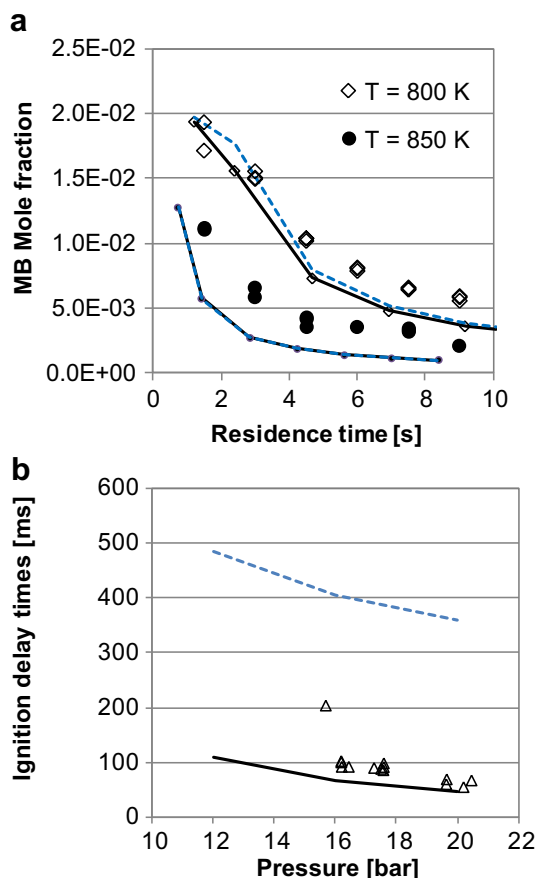 a
2.5E-02
2.0E-02
1.5E-02
1.0E-02
5.0E-03
0.0E+00
MB Mole fraction
T = 800 K
T = 850 K
0 2 4 6 8 10
Residence time [s]
b
600
500
400
300
200
100
0
Ignition delay times [ms]
10 12 14 16 18 20 22
Pressure [bar]